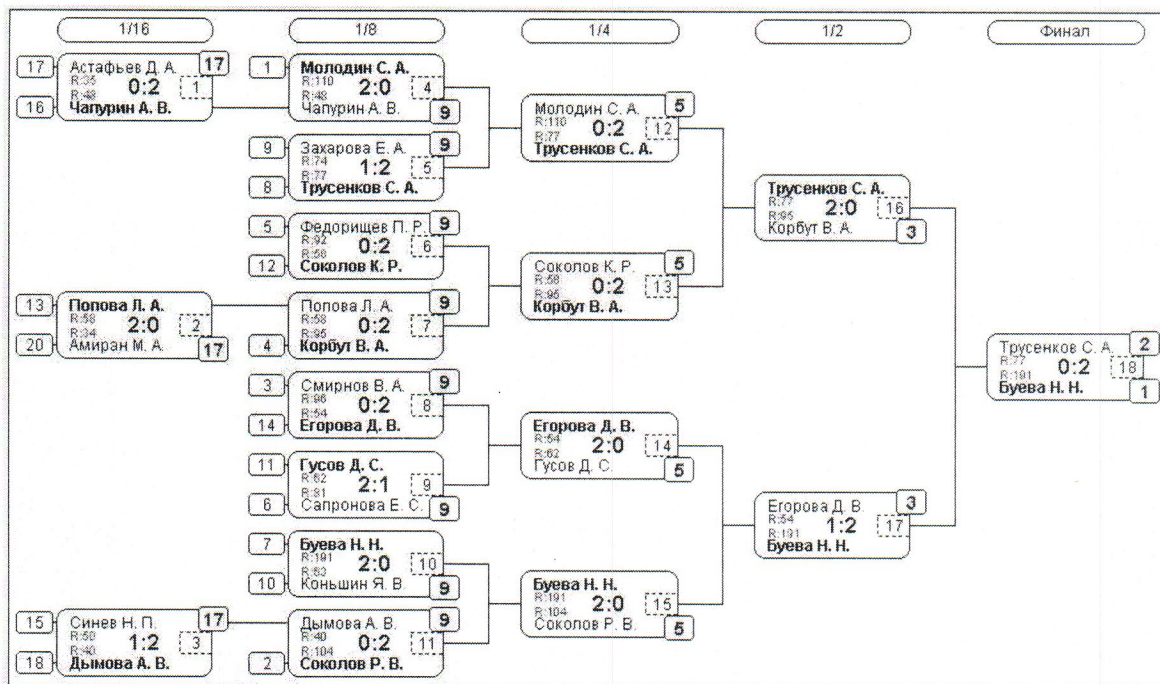 1/16
1/8
1/4
1/2
Финал
17
Астафьев Д. А.
17
R:35
R:48
0:2
1
16
Чапурин А. В.
13
Попова Л. А.
R:58
R:34
2:0
2
20
Амиран М. А.
17
15
Синев Н. П.
17
R:50
R:40
1:2
3
18
Дымова А. В.
1
Молодин С. А.
R:110
R:48
2:0
4
Чапурин А. В.
9
9
Захарова Е. А.
9
R:74
R:77
1:2
5
8
Трусенков С. А.
5
Федорищев П. Р.
9
R:92
R:58
0:2
6
12
Соколов К. Р.
Попова Л. А.
9
R:58
R:95
0:2
7
4
Корбут В. А.
3
Смирнов В. А.
9
R:96
R:54
0:2
8
14
Егорова Д. В.
11
Гусов Д. С.
R:62
R:81
2:1
9
6
Сапронова Е. С.
9
7
Буева Н. Н.
R:191
R:63
2:0
10
10
Коньшин Я. В.
9
Дымова А. В.
9
R:40
R:104
0:2
11
2
Соколов Р. В.
Молодин С. А.
5
R:110
R:77
0:2
12
Трусенков С. А.
Соколов К. Р.
5
R:58
R:95
0:2
13
Корбут В. А.
Егорова Д. В.
R:54
R:62
2:0
14
Гусов Д. С.
5
Буева Н. Н.
R:191
R:104
2:0
15
Соколов Р. В.
5
Трусенков С. А.
R:77
R:95
2:0
16
Корбут В. А.
3
Егорова Д. В.
3
R:54
R:191
1:2
17
Буева Н. Н.
Трусенков С. А.
2
R:77
R:191
0:2
18
Буева Н. Н.
1